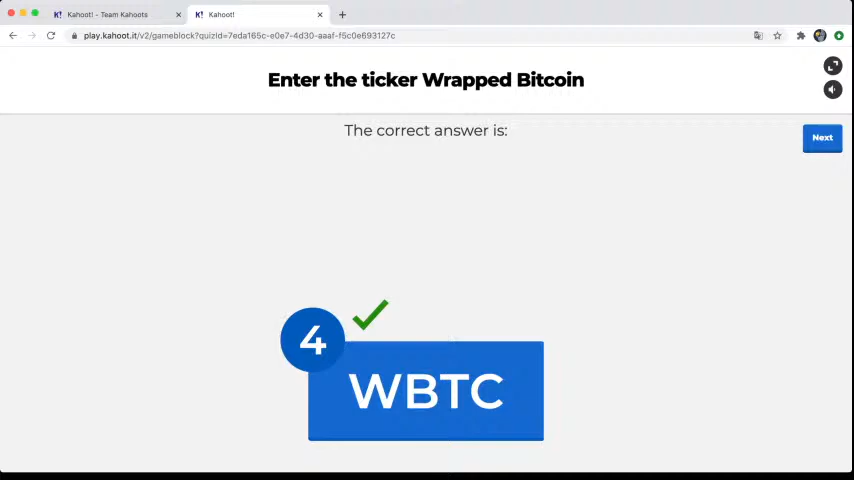 Kahoot! - Team Kahoots
Kahoot!
play.kahoot.it/v2/gameblock?quizId=7eda165c-e0e7-4d30-aaaf-f5c0e693127c
Enter the ticker Wrapped Bitcoin
The correct answer is:
Next
4
WBTC